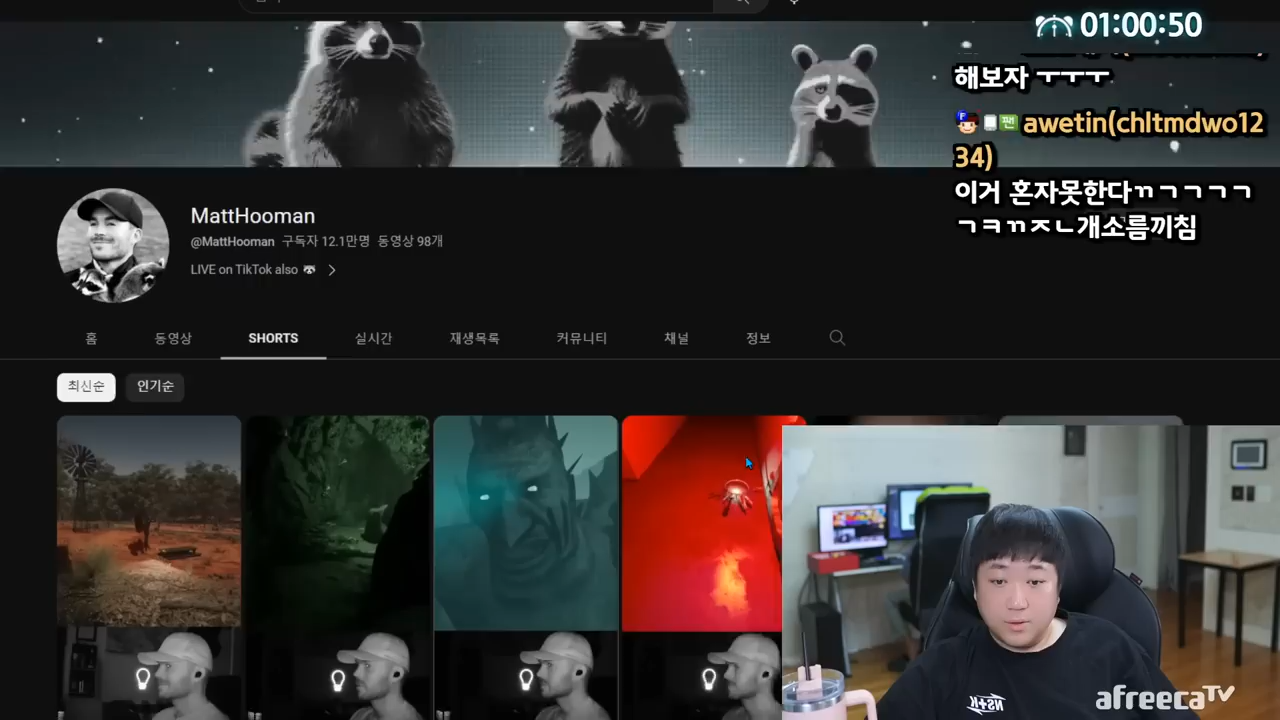 01:00:50
해보자 ㅜㅜㅜ
awetin(chltmdwo12
34)
이거 혼자못한다ㄲㄱㄱㄱㄱ
ㄱㅋㄲㅈㄴ개소름끼침
MattHooman
@MattHooman 구독자 12.1만명 동영상 98개
LIVE on TikTok also
홈 동영상 SHORTS 실시간 재생목록 커뮤니티 채널 정보
최신순 인기순
afreecaTV